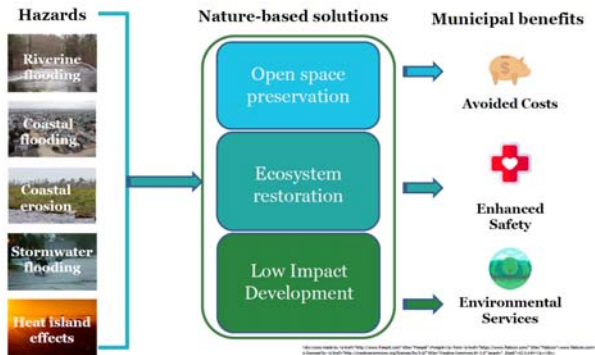 Hazards
Riverine
flooding
Coastal
flooding
Coastal
erosion
Stormwater
flooding
Heat island
effects
Nature-based solutions
Open space
preservation
Ecosystem
restoration
Low Impact
Development
Municipal benefits
Avoided Costs
Enhanced
Safety
Environmental
Services